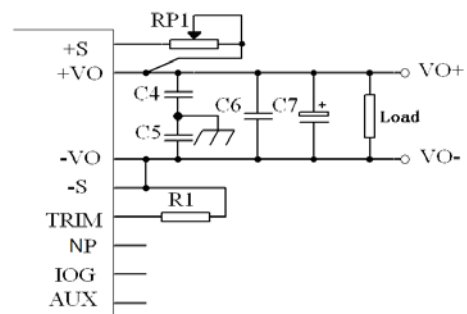 RP1
+S
+VO
VO+
C4
C6
C7
+
Load
C5
-VO
VO-
-S
R1
TRIM
NP
IOG
AUX